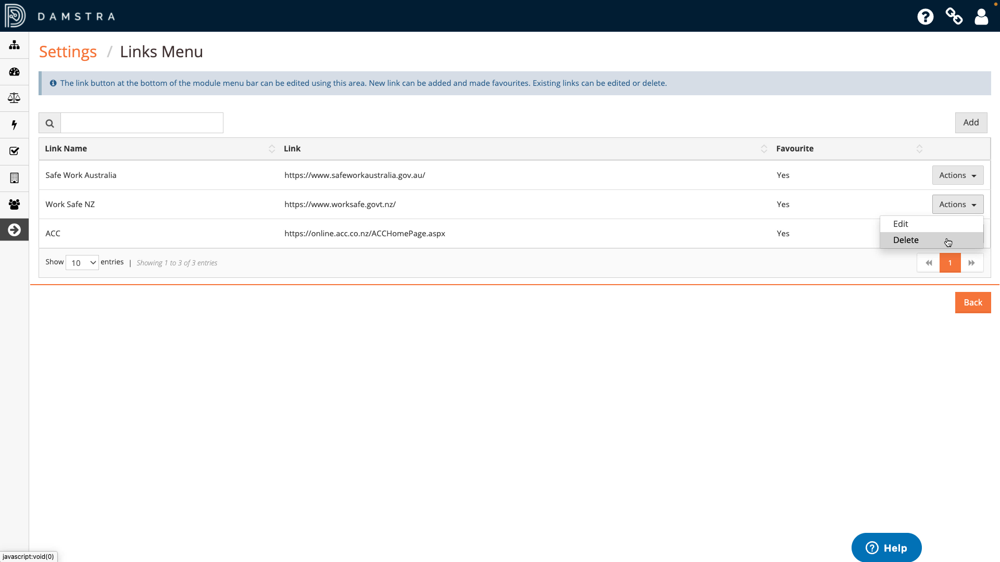 DAMSTRA
Settings / Links Menu
The link button at the bottom of the module menu bar can be edited using this area. New link can be added and made favourites. Existing links can be edited or delete.
Add
Link Name Link Favourite
Safe Work Australia https://www.safeworkaustralia.gov.au/ Yes Actions
Work Safe NZ https://www.worksafe.govt.nz/ Yes Actions
Edit
ACC https://online.acc.co.nz/ACCHomePage.aspx Yes
Delete
Show 10 entries | Showing 1 to 3 of 3 entries 1
Back
Help
javascript:void(0)